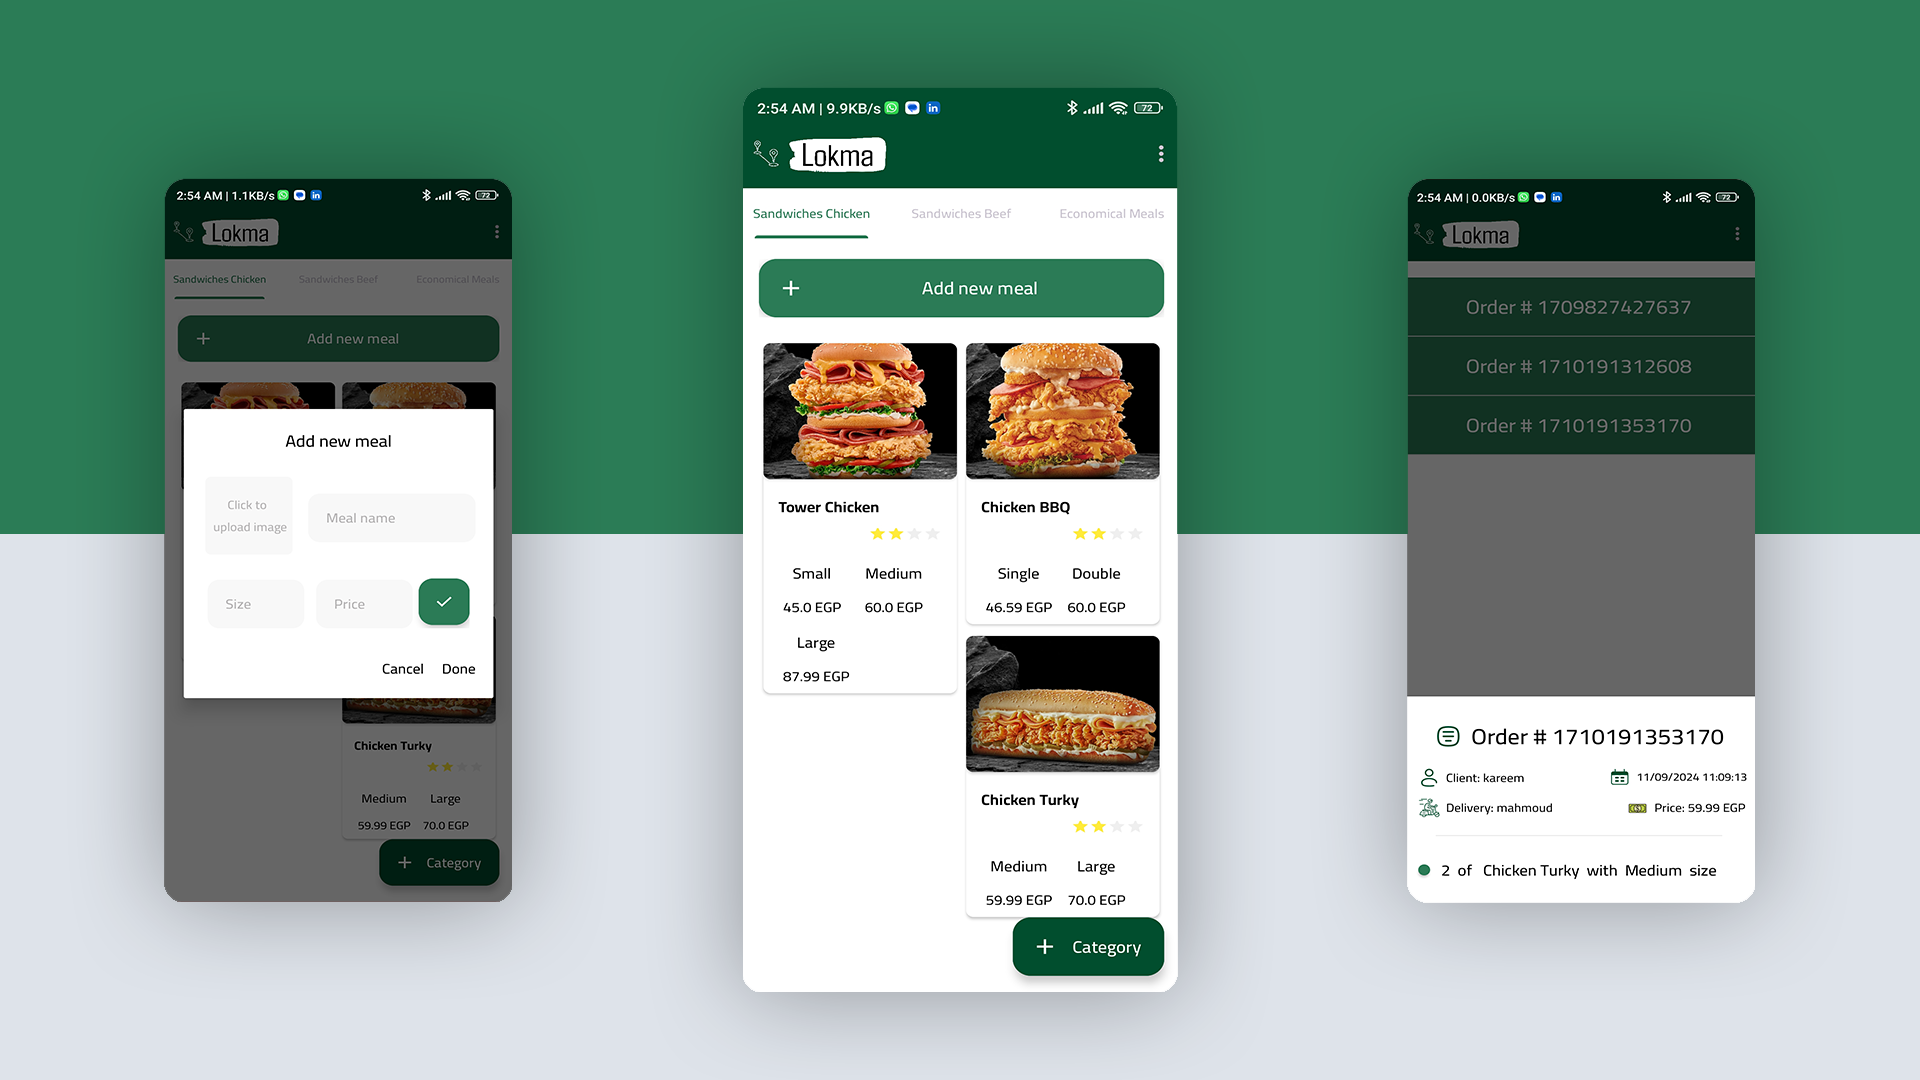 2:54 AM | 1.1KB/s
72
Lokma
Sandwiches Chicken Sandwiches Beef Economical Meals
Add new meal
Add new meal
Click to
upload image
Meal name
Size Price
Cancel Done
Chicken Turky
Medium Large
59.99 EGP 70.0 EGP
Category
2:54 AM | 9.9KB/s
in
72
Lokma
Sandwiches Chicken Sandwiches Beef Economical Meals
Add new meal
Tower Chicken
Small Medium
45.0 EGP 60.0 EGP
Large
87.99 EGP
Chicken BBQ
Single Double
46.59 EGP 60.0 EGP
Chicken Turky
Medium Large
59.99 EGP 70.0 EGP
Category
2:54 AM | 0.0KB/s
72
Lokma
Order # 1709827427637
Order # 1710191312608
Order # 1710191353170
Order # 1710191353170
Client: kareem 11/09/2024 11:09:13
Delivery: mahmoud Price: 59.99 EGP
2 of Chicken Turky with Medium size